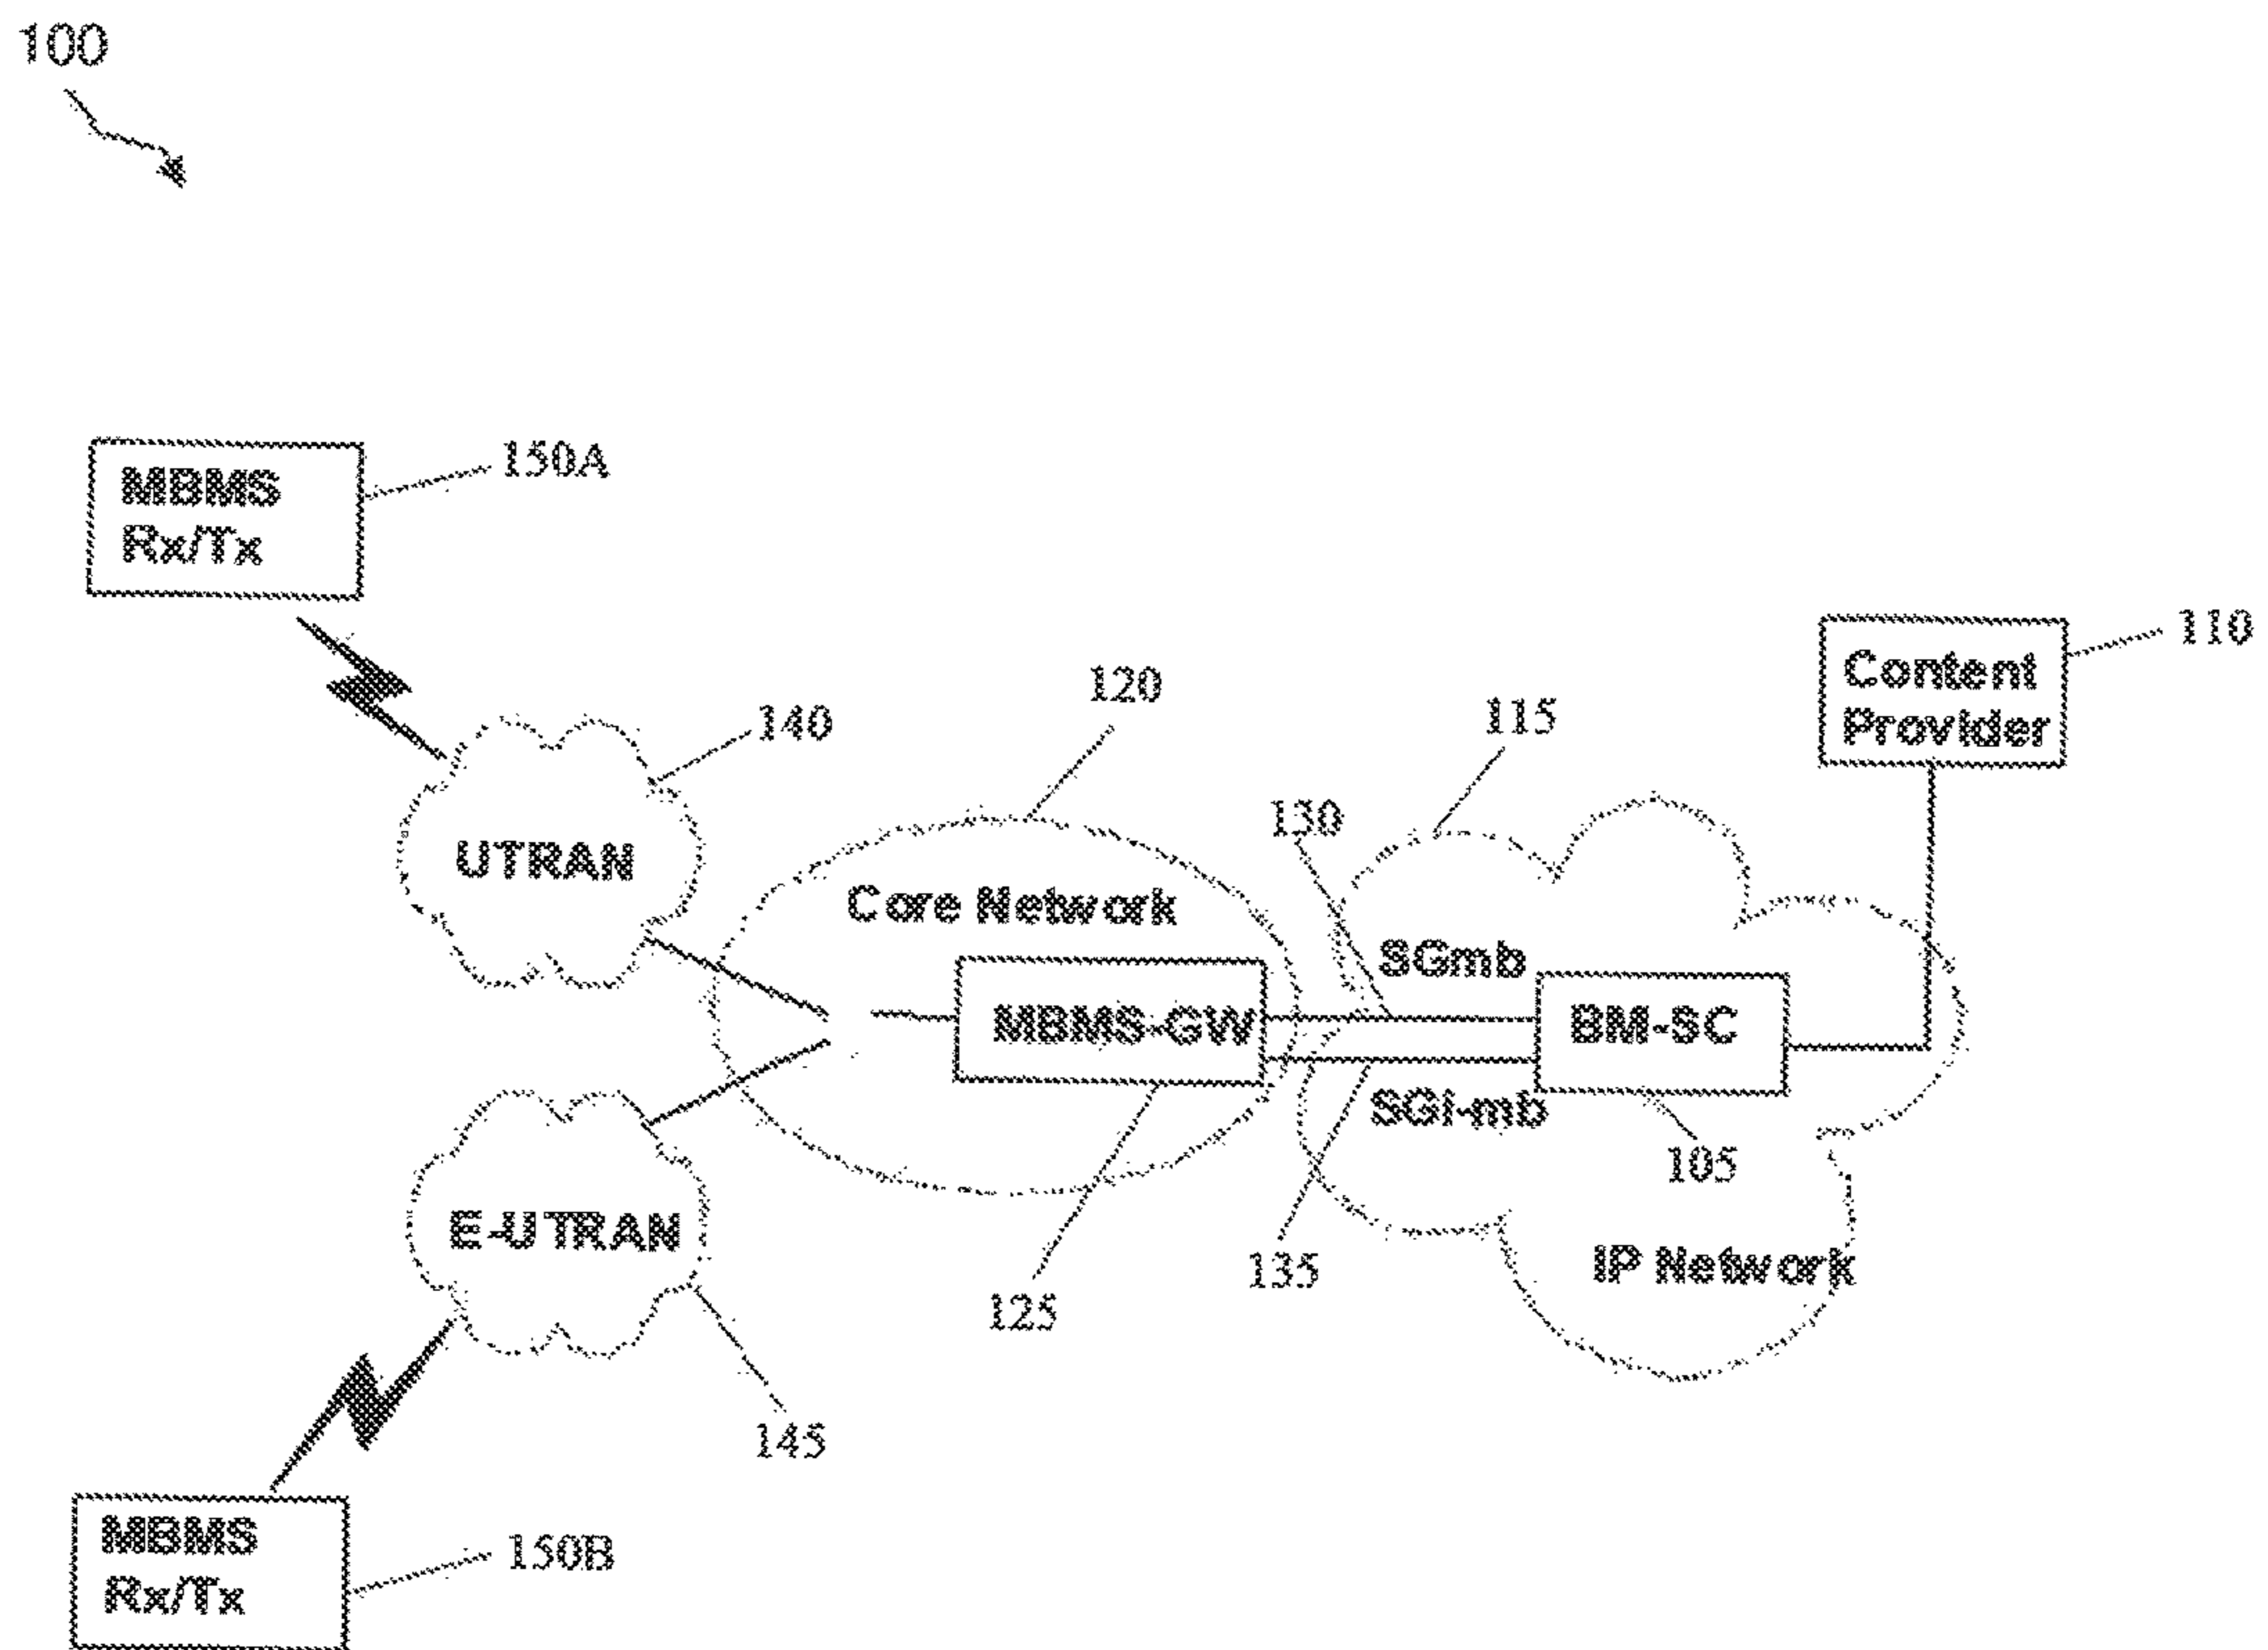 100
MBMS
Rx/Tx
150A
Content
Provider
110
120
115
140
130
UTRAN
Core Network
SGmb
MBMS-GW
BM-SC
SGi-mb
105
E-UTRAN
IP Network
135
125
145
MBMS
Rx/Tx
150B